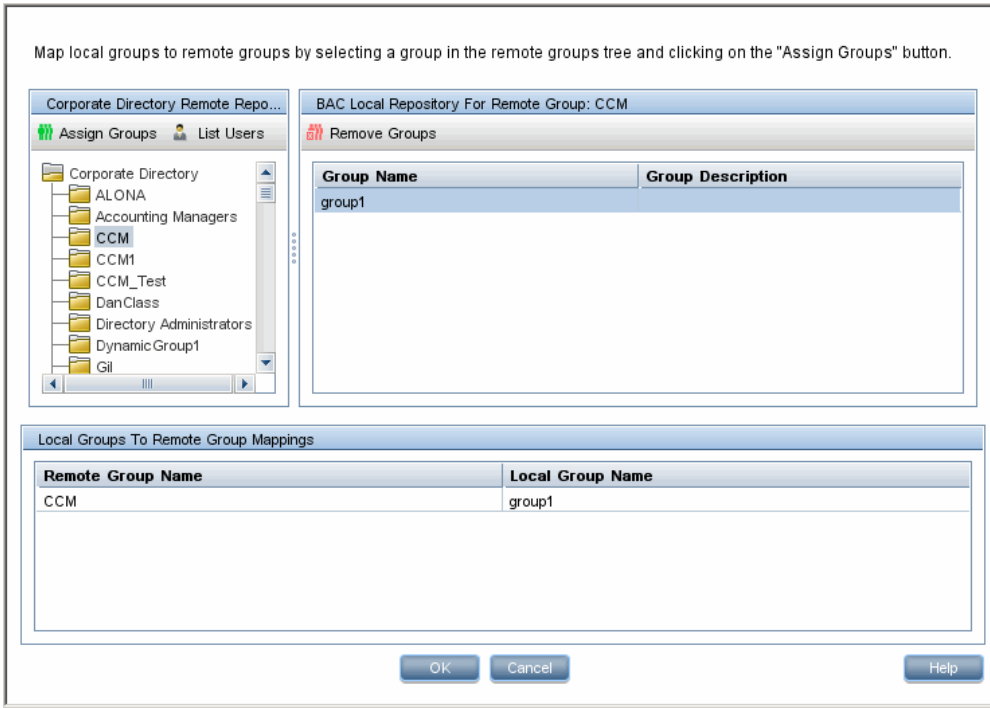 Map local groups to remote groups by selecting a group in the remote groups tree and clicking on the "Assign Groups" button.
Corporate Directory Remote Repo...
Assign Groups List Users
Corporate Directory
ALONA
Accounting Managers
CCM
CCM1
CCM_Test
DanClass
Directory Administrators
DynamicGroup1
Gil
BAC Local Repository For Remote Group: CCM
Remove Groups
Group Name Group Description
group1
Local Groups To Remote Group Mappings
Remote Group Name Local Group Name
CCM group1
OK Cancel Help